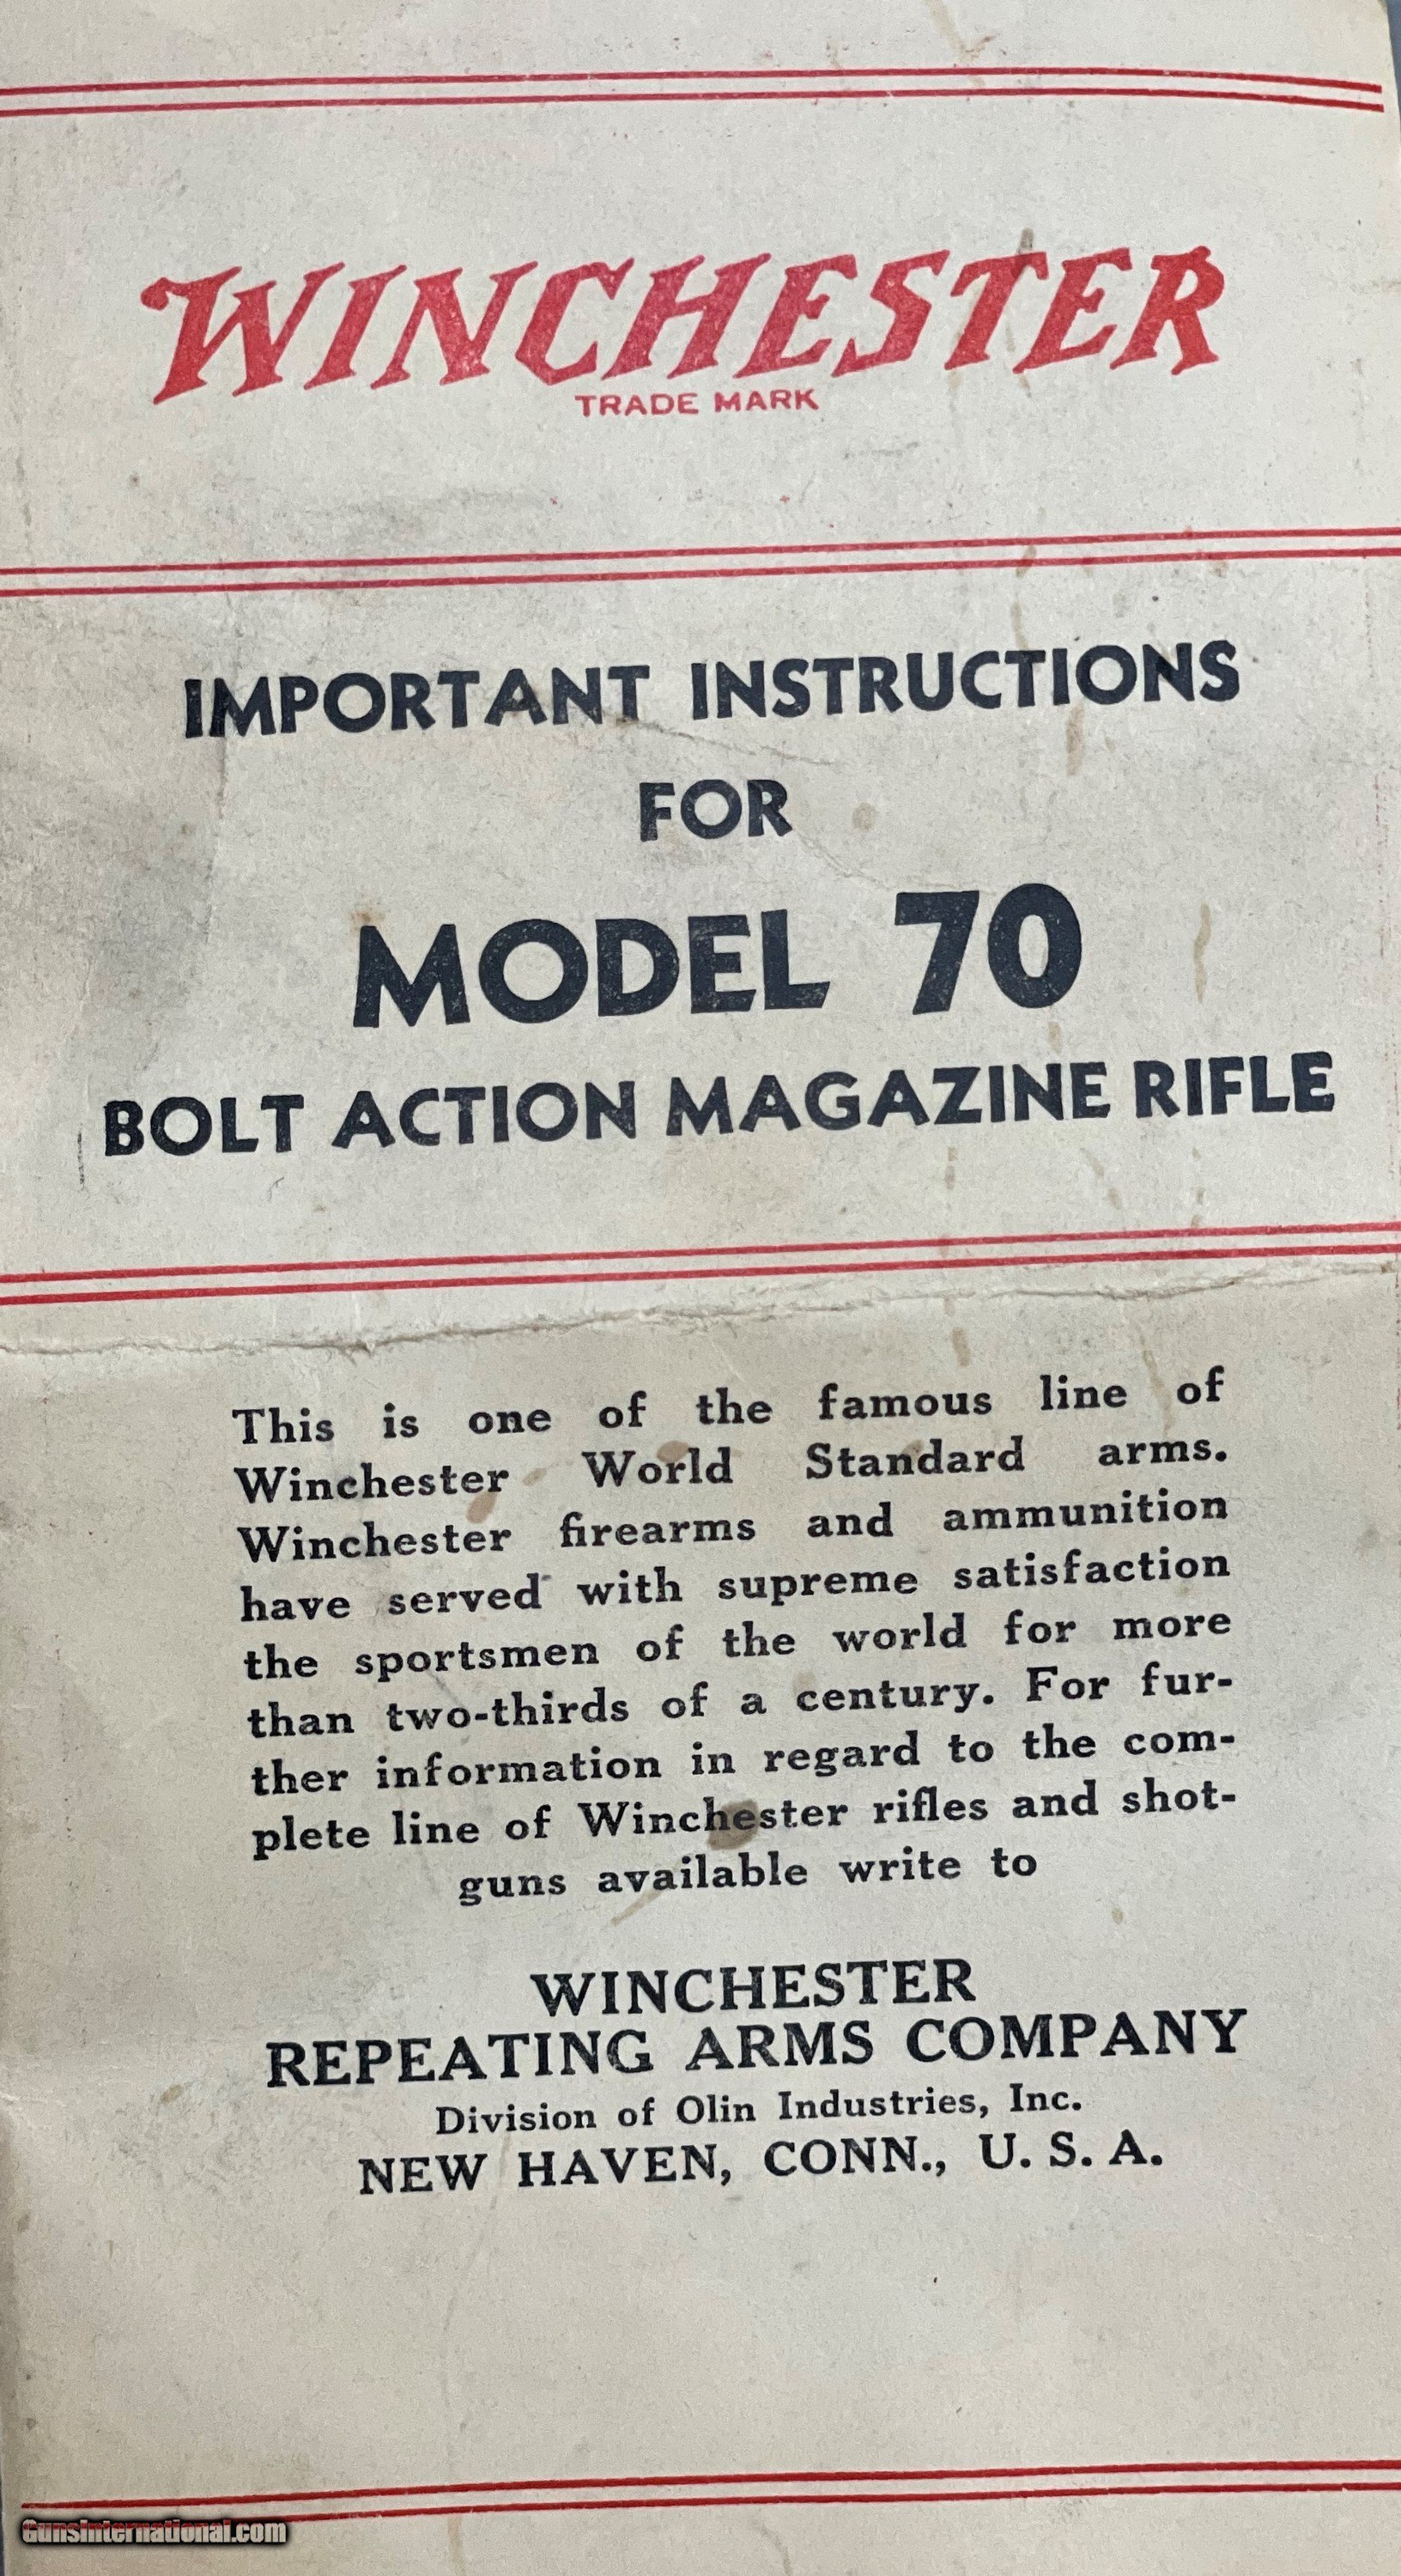 WINCHESTER
TRADE MARK
IMPORTANT INSTRUCTIONS
FOR
MODEL 70
BOLT ACTION MAGAZINE RIFLE
This is one of the famous line of
Winchester World Standard arms.
Winchester firearms and ammunition
have served with supreme satisfaction
the sportsmen of the world for more
than two-thirds of a century. For fur-
ther information in regard to the com-
plete line of Winchester rifles and shot-
guns available write to
WINCHESTER
REPEATING ARMS COMPANY
Division of Olin Industries, Inc.
NEW HAVEN, CONN., U. S. A.
GunsInternational.com